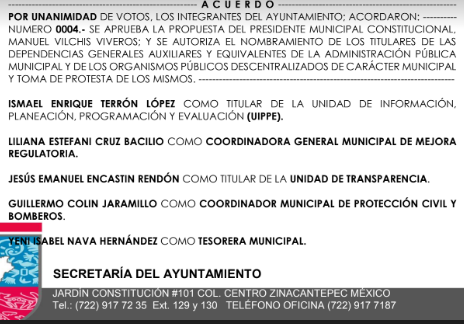 A C U E R D O
POR UNANIMIDAD DE VOTOS, LOS INTEGRANTES DEL AYUNTAMIENTO; ACORDARON: ----------
NUMERO 0004.- SE APRUEBA LA PROPUESTA DEL PRESIDENTE MUNICIPAL CONSTITUCIONAL,
MANUEL VILCHIS VIVEROS; Y SE AUTORIZA EL NOMBRAMIENTO DE LOS TITULARES DE LAS
DEPENDENCIAS GENERALES AUXILIARES Y EQUIVALENTES DE LA ADMINISTRACIÓN PÚBLICA
MUNICIPAL Y DE LOS ORGANISMOS PÚBLICOS DESCENTRALIZADOS DE CARÁCTER MUNICIPAL
Y TOMA DE PROTESTA DE LOS MISMOS. ----------
ISMAEL ENRIQUE TERRÓN LÓPEZ COMO TITULAR DE LA UNIDAD DE INFORMACIÓN,
PLANEACIÓN, PROGRAMACIÓN Y EVALUACIÓN (UIPPE).
LILIANA ESTEFANI CRUZ BACILIO COMO COORDINADORA GENERAL MUNICIPAL DE MEJORA
REGULATORIA.
JESÚS EMANUEL ENCASTIN RENDÓN COMO TITULAR DE LA UNIDAD DE TRANSPARENCIA.
GUILLERMO COLIN JARAMILLO COMO COORDINADOR MUNICIPAL DE PROTECCIÓN CIVIL Y
BOMBEROS.
YENI ISABEL NAVA HERNÁNDEZ COMO TESORERA MUNICIPAL.
SECRETARÍA DEL AYUNTAMIENTO
JARDÍN CONSTITUCIÓN #101 COL. CENTRO ZINACANTEPEC MÉXICO
Tel.: (722) 917 72 35 Ext. 129 y 130 TELÉFONO OFICINA (722) 917 7187